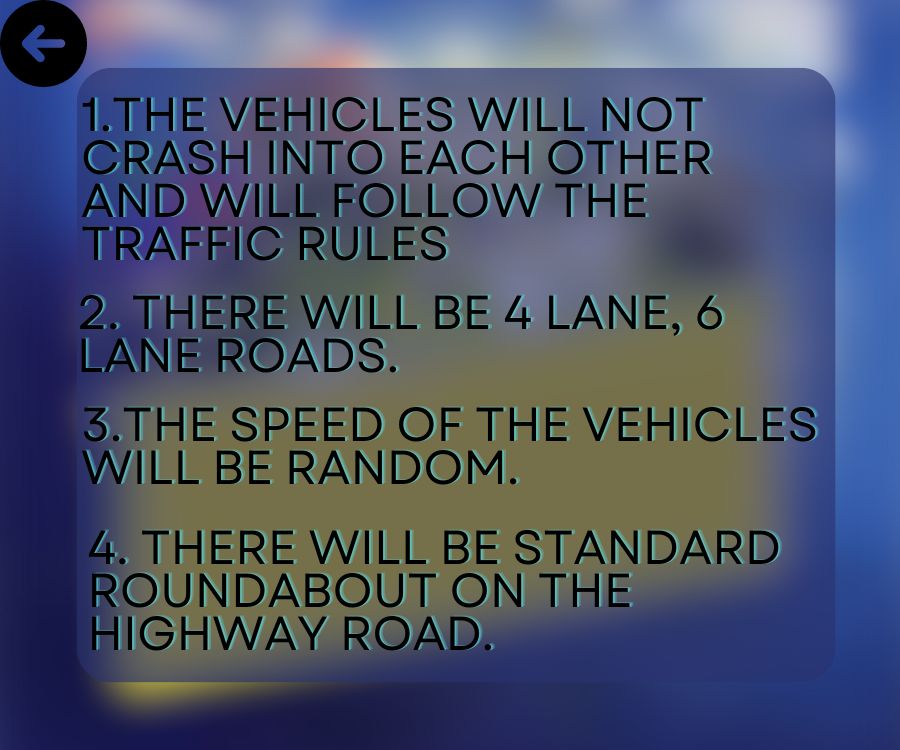 1.THE VEHICLES WILL NOT
CRASH INTO EACH OTHER
AND WILL FOLLOW THE
TRAFFIC RULES
2. THERE WILL BE 4 LANE, 6
LANE ROADS.
3.THE SPEED OF THE VEHICLES
WILL BE RANDOM.
4. THERE WILL BE STANDARD
ROUNDABOUT ON THE
HIGHWAY ROAD.